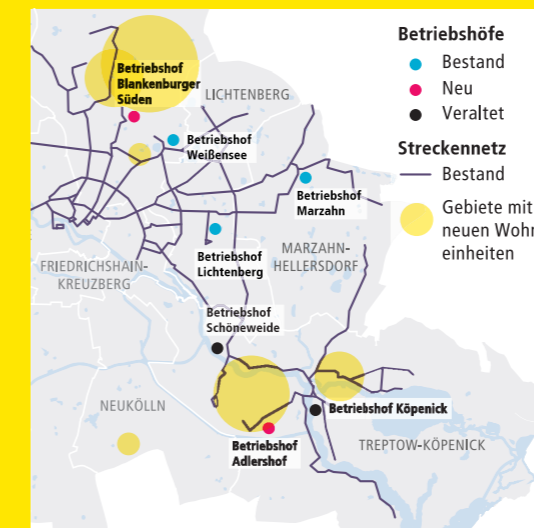 Betriebshof
Blankenburger
Süden
LICHTENBERG
Betriebshof
Weißensee
Betriebshof
Marzahn
Betriebshof
Lichtenberg
MARZAHN-
HELLERSDORF
FRIEDRICHSHAIN-
KREUZBERG
Betriebshof
Schöneweide
NEUKÖLLN
Betriebshof Köpenick
Betriebshof
Adlershof
TREPTOW-KÖPENICK
Betriebshöfe
Bestand
Neu
Veraltet
Streckennetz
Bestand
Gebiete mit
neuen Wohn
einheiten